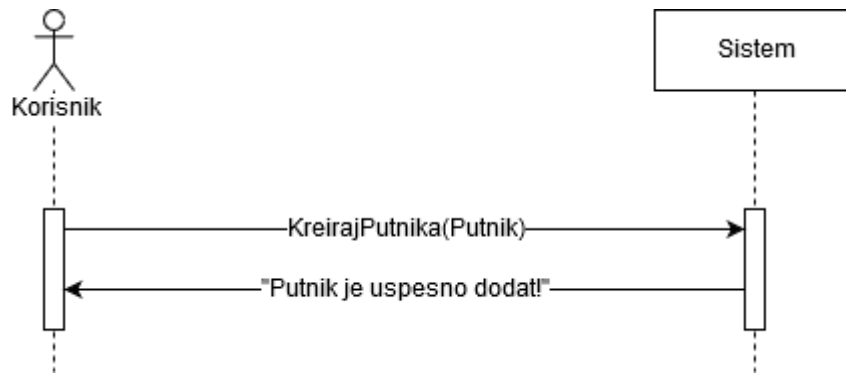 Korisnik
Sistem
KreirajPutnika(Putnik)
"Putnik je uspesno dodat!"